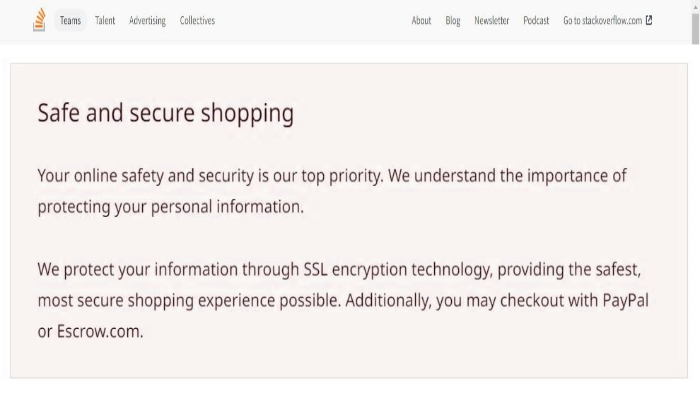 Teams Talent Advertising Collectives About Blog Newsletter Podcast Go to stackoverflow.com
Safe and secure shopping
Your online safety and security is our top priority. We understand the importance of
protecting your personal information.
We protect your information through SSL encryption technology, providing the safest,
most secure shopping experience possible. Additionally, you may checkout with PayPal
or Escrow.com.